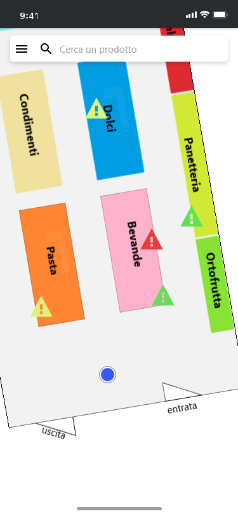 9:41
Cerca un prodotto
Condimenti
Dolci
Panetteria
Pasta
Bevande
Ortofrutta
entrata
uscita